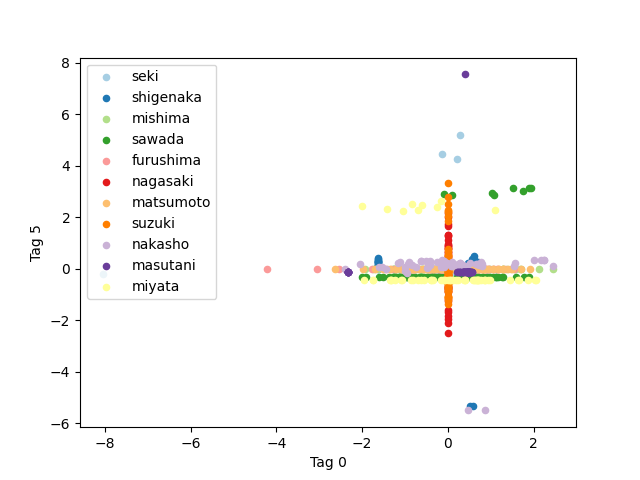 8
6
4
2
0
−2
−4
−6
Tag 5
seki
shigenaka
mishima
sawada
furushima
nagasaki
matsumoto
suzuki
nakasho
masutani
miyata
−8 −6 −4 −2 0 2
Tag 0